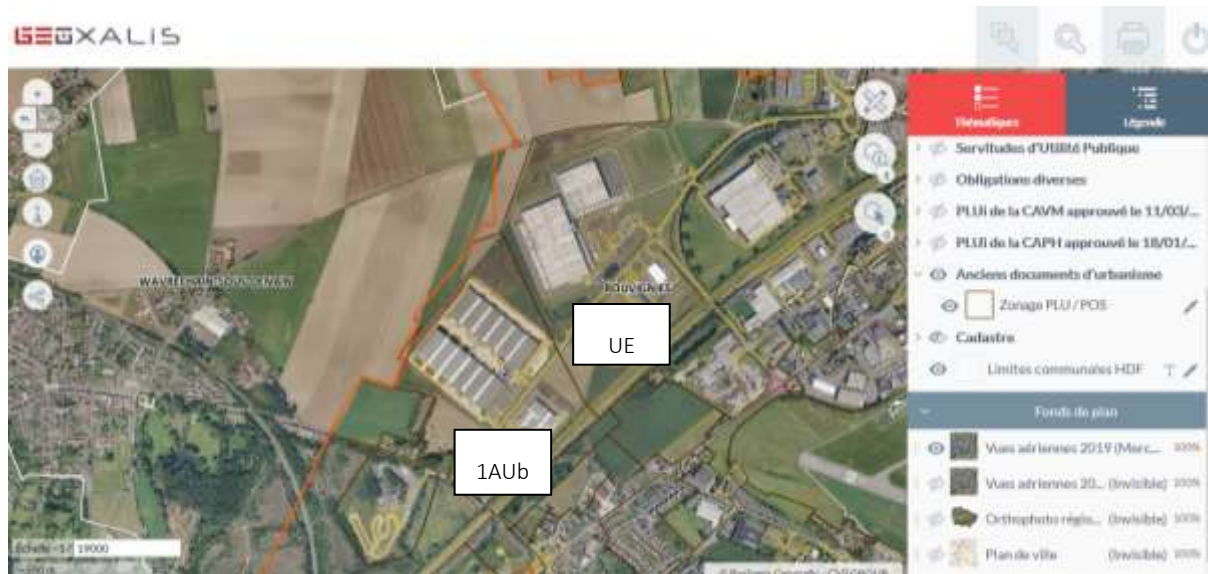 GEOXALIS
Thématiques
Légende
Servitudes d'Utilité Publique
Obligations diverses
PLUi de la CAVM approuvé le 11/03/...
PLUi de la CAPH approuvé le 18/01/...
Anciens documents d'urbanisme
Zonage PLU / POS
Cadastre
Limites communales HDF
Fonds de plan
Vues aériennes 2019 (Merc... 100%
Vues aériennes 20... (Invisible) 100%
Orthophoto régio... (Invisible) 100%
Plan de ville (Invisible) 100%
WAVRECHAIN-SOUS-DENAIN
ROUVIGNIES
UE
1AUb
Echelle ~1 / 19000